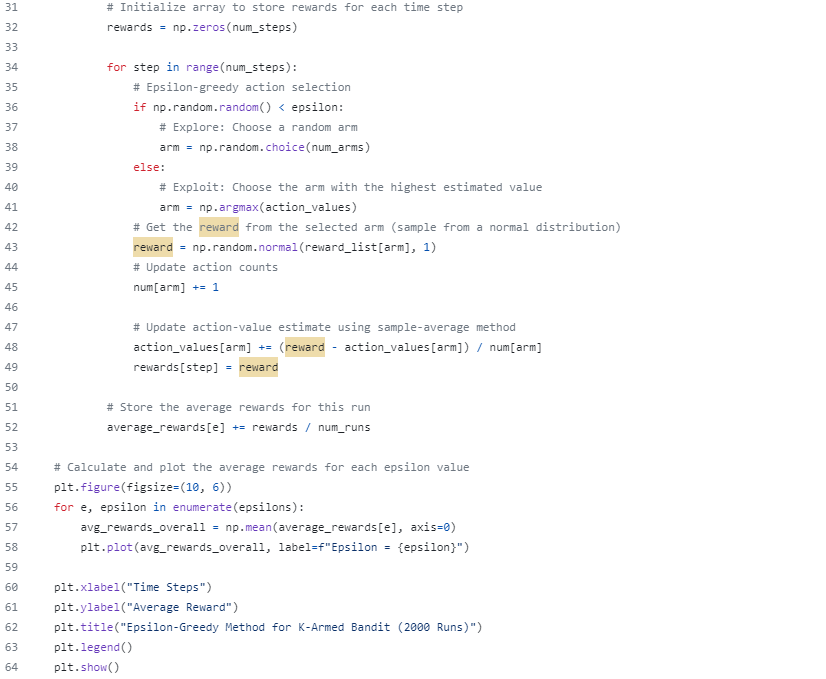 31 # Initialize array to store rewards for each time step
32 rewards = np.zeros(num_steps)
33
34 for step in range(num_steps):
35 # Epsilon-greedy action selection
36 if np.random.random() < epsilon:
37 # Explore: Choose a random arm
38 arm = np.random.choice(num_arms)
39 else:
40 # Exploit: Choose the arm with the highest estimated value
41 arm = np.argmax(action_values)
42 # Get the reward from the selected arm (sample from a normal distribution)
43 reward = np.random.normal(reward_list[arm], 1)
44 # Update action counts
45 num[arm] += 1
46
47 # Update action-value estimate using sample-average method
48 action_values[arm] += (reward - action_values[arm]) / num[arm]
49 rewards[step] = reward
50
51 # Store the average rewards for this run
52 average_rewards[e] += rewards / num_runs
53
54 # Calculate and plot the average rewards for each epsilon value
55 plt.figure(figsize=(10, 6))
56 for e, epsilon in enumerate(epsilons):
57 avg_rewards_overall = np.mean(average_rewards[e], axis=0)
58 plt.plot(avg_rewards_overall, label=f"Epsilon = {epsilon}")
59
60 plt.xlabel("Time Steps")
61 plt.ylabel("Average Reward")
62 plt.title("Epsilon-Greedy Method for K-Armed Bandit (2000 Runs)")
63 plt.legend()
64 plt.show()